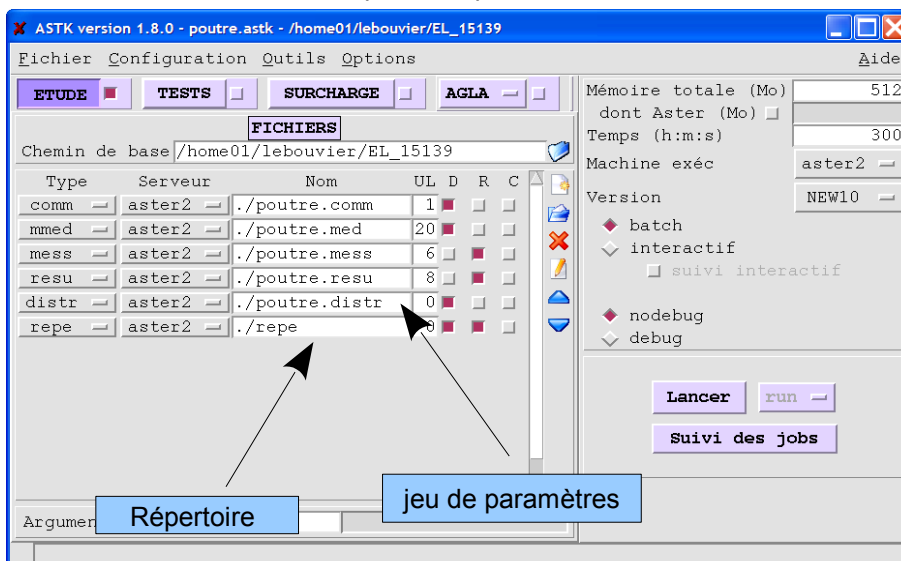 ASTK version 1.8.0 - poutre.astk - /home01/lebouvier/EL_15139
Fichier Configuration Outils Options Aide
ETUDE TESTS SURCHARGE AGLA
FICHIERS
Chemin de base /home01/lebouvier/EL_15139
Type Serveur Nom UL D R C
comm aster2 ./poutre.comm 1
mmed aster2 ./poutre.med 20
mess aster2 ./poutre.mess 6
resu aster2 ./poutre.resu 8
distr aster2 ./poutre.distr 0
repe aster2 ./repe 0
Mémoire totale (Mo) 512
dont Aster (Mo)
Temps (h:m:s) 300
Machine exéc aster2
Version NEW10
batch
interactif
suivi interactif
nodebug
debug
Lancer run
Suivi des jobs
Répertoire
jeu de paramètres
Argumen